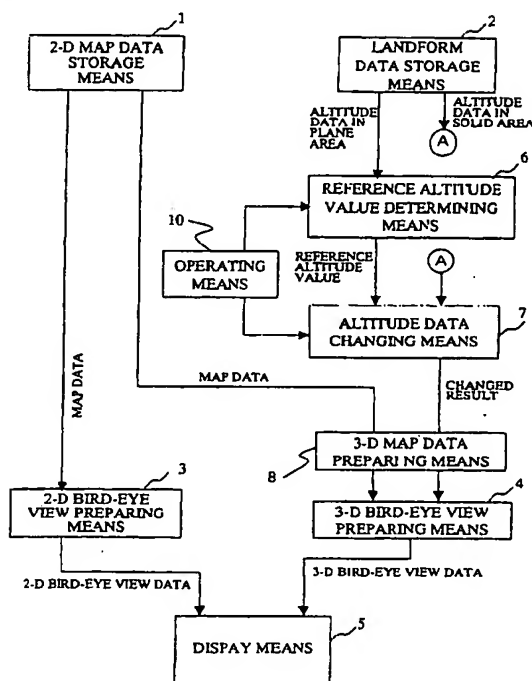 1
2-D MAP DATA
STORAGE
MEANS
2
LANDFORM
DATA STORAGE
MEANS
ALTITUDE
DATA IN
PLANE
AREA
ALTITUDE
DATA IN
SOLID AREA
A
6
REFERENCE ALTITUDE
VALUE DETERMINING
MEANS
10
OPERATING
MEANS
REFERENCE
ALTITUDE
VALUE
A
7
ALTITUDE DATA
CHANGING MEANS
MAP DATA
MAP DATA
CHANGED
RESULT
3-D MAP DATA
PREPARING MEANS
8
3
2-D BIRD-EYE
VIEW PREPARING
MEANS
4
3-D BIRD-EYE VIEW
PREPARING MEANS
2-D BIRD-EYE VIEW DATA
3-D BIRD-EYE VIEW DATA
5
DISPAY MEANS